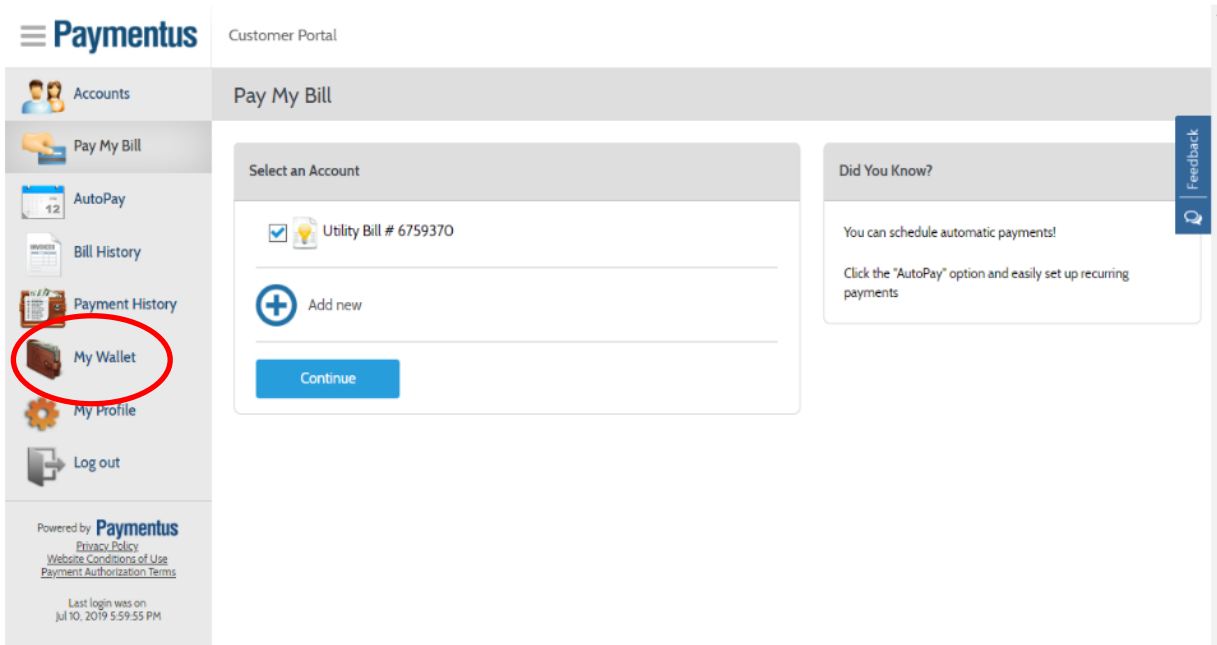 Paymentus
Customer Portal
Accounts
Pay My Bill
AutoPay
12
Bill History
Payment History
My Wallet
My Profile
Log out
Powered by Paymentus
Privacy Policy
Website Conditions of Use
Payment Authorization Terms
Last login was on
Jul 10, 2019 5:59:55 PM
Pay My Bill
Select an Account
Utility Bill # 6759370
Add new
Continue
Did You Know?
You can schedule automatic payments!
Click the "AutoPay" option and easily set up recurring
payments
Feedback